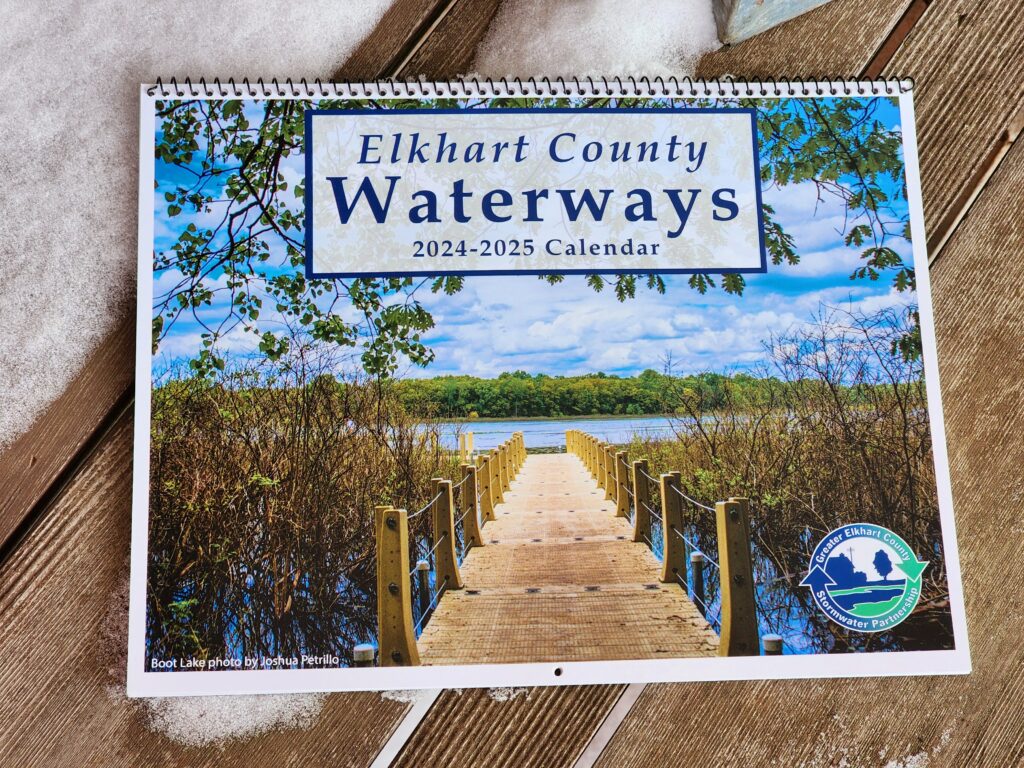 Elkhart County
Waterways
2024-2025 Calendar
Greater Elkhart County
Stormwater Partnership
Boot Lake photo by Joshua Petrillo